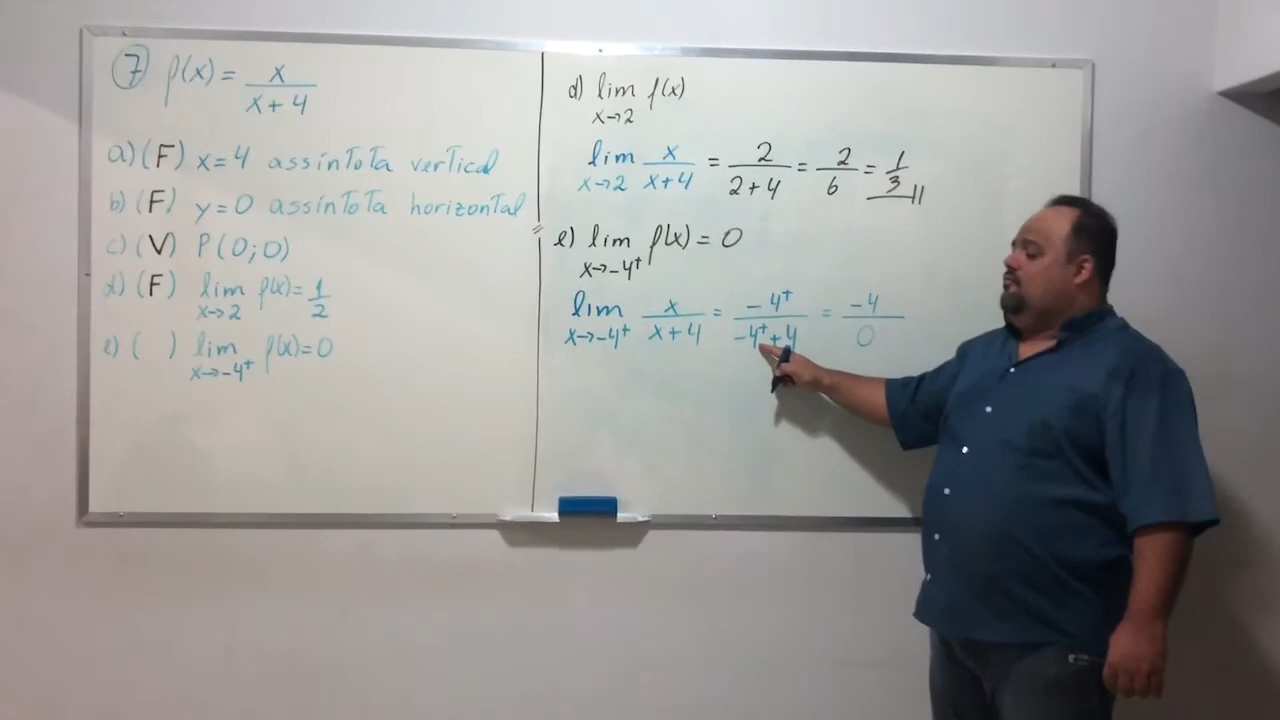 ⑦ f(x) = x/(x+4)
a) (F) x=4 assíntota vertical
b) (F) y=0 assíntota horizontal
c) (V) P(0;0)
d) (F) lim x→2 f(x) = 1/2
e) ( ) lim x→-4⁺ f(x) = 0
d) lim x→2 f(x)
lim x→2 x/(x+4) = 2/(2+4) = 2/6 = 1/3 //
e) lim x→-4⁺ f(x) = 0
lim x→-4⁺ x/(x+4) = -4⁺/(-4⁺+4) = -4/0